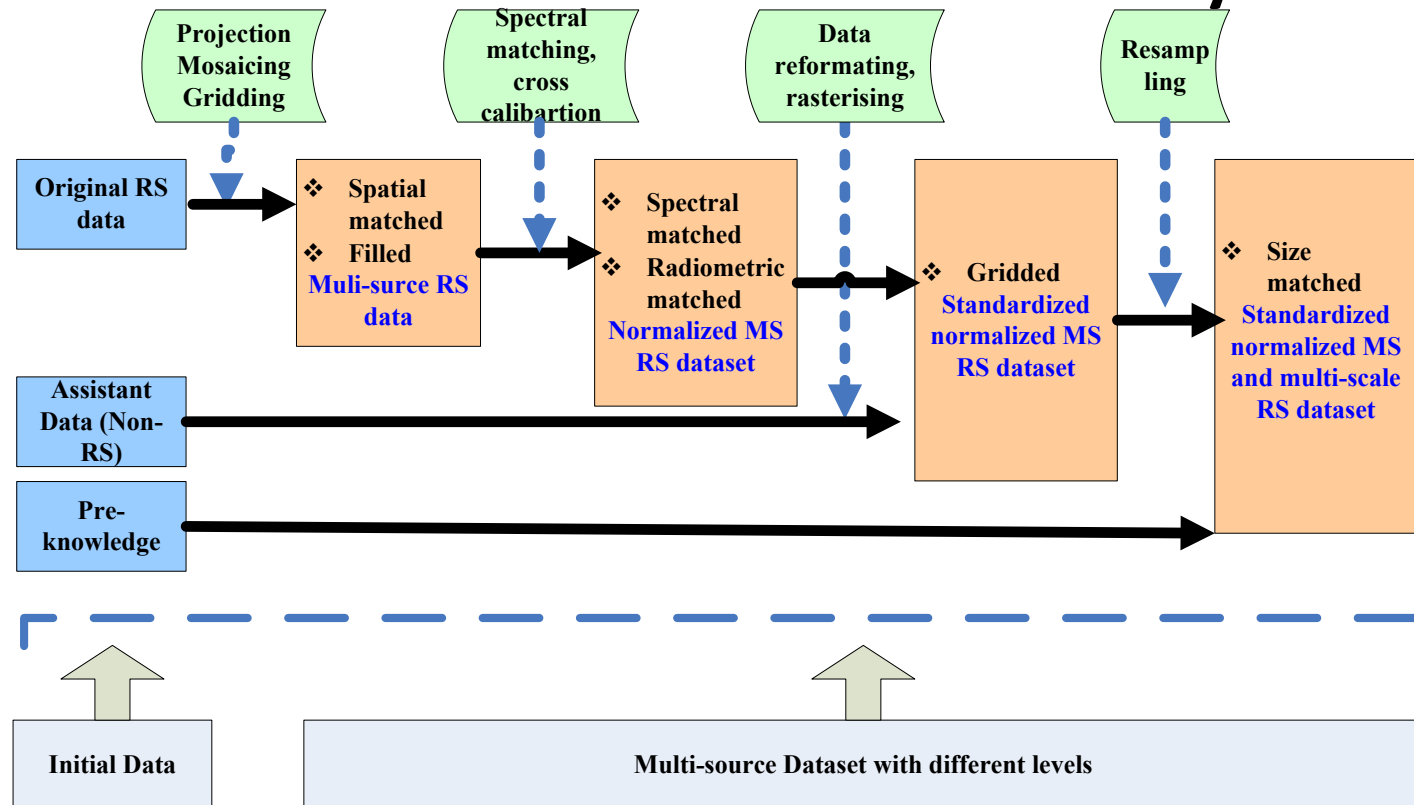 Projection
Mosaicing
Gridding
Spectral
matching,
cross
calibartion
Data
reformating,
rasterising
Resamp
ling
Original RS
data
❖ Spatial
matched
❖ Filled
Muli-surce RS
data
❖ Spectral
matched
❖ Radiometric
matched
Normalized MS
RS dataset
❖ Gridded
Standardized
normalized MS
RS dataset
❖ Size
matched
Standardized
normalized MS
and multi-scale
RS dataset
Assistant
Data (Non-
RS)
Pre-
knowledge
Initial Data
Multi-source Dataset with different levels